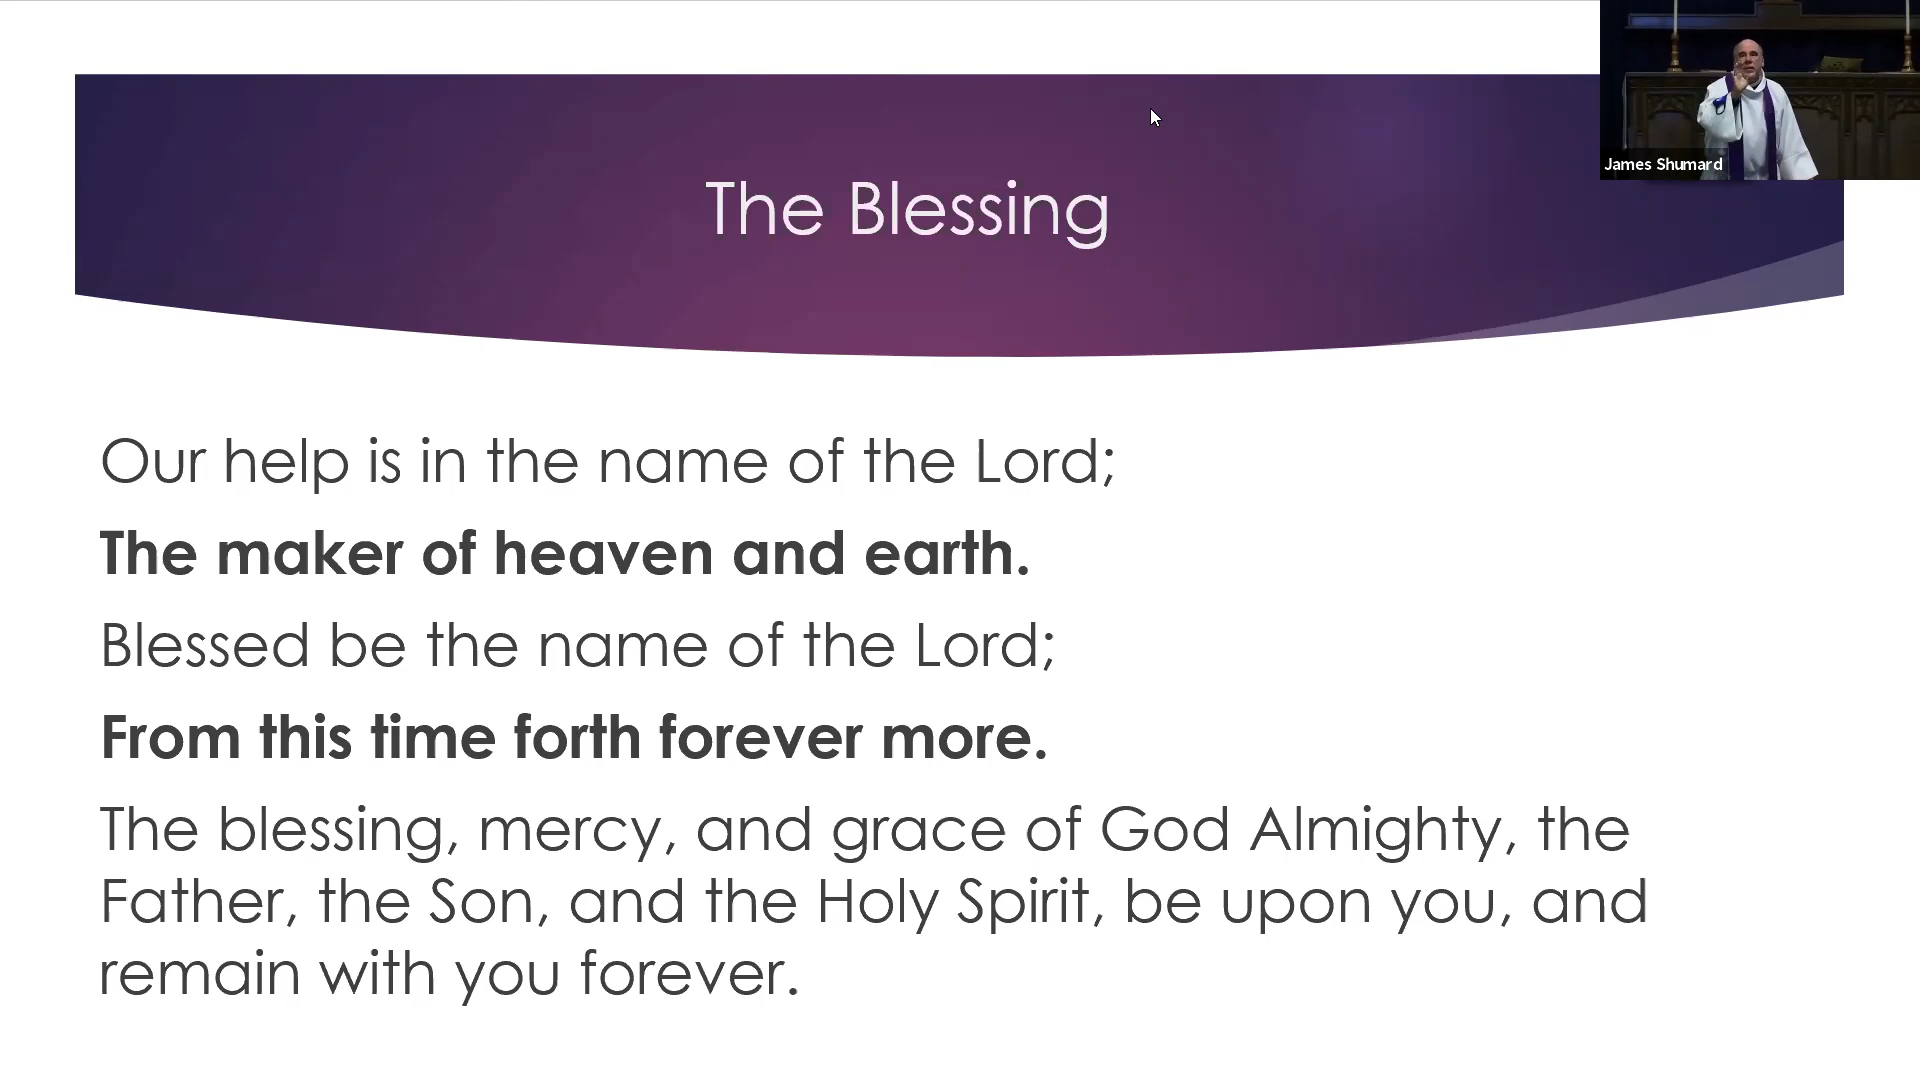 James Shumard
The Blessing
Our help is in the name of the Lord;
The maker of heaven and earth.
Blessed be the name of the Lord;
From this time forth forever more.
The blessing, mercy, and grace of God Almighty, the
Father, the Son, and the Holy Spirit, be upon you, and
remain with you forever.